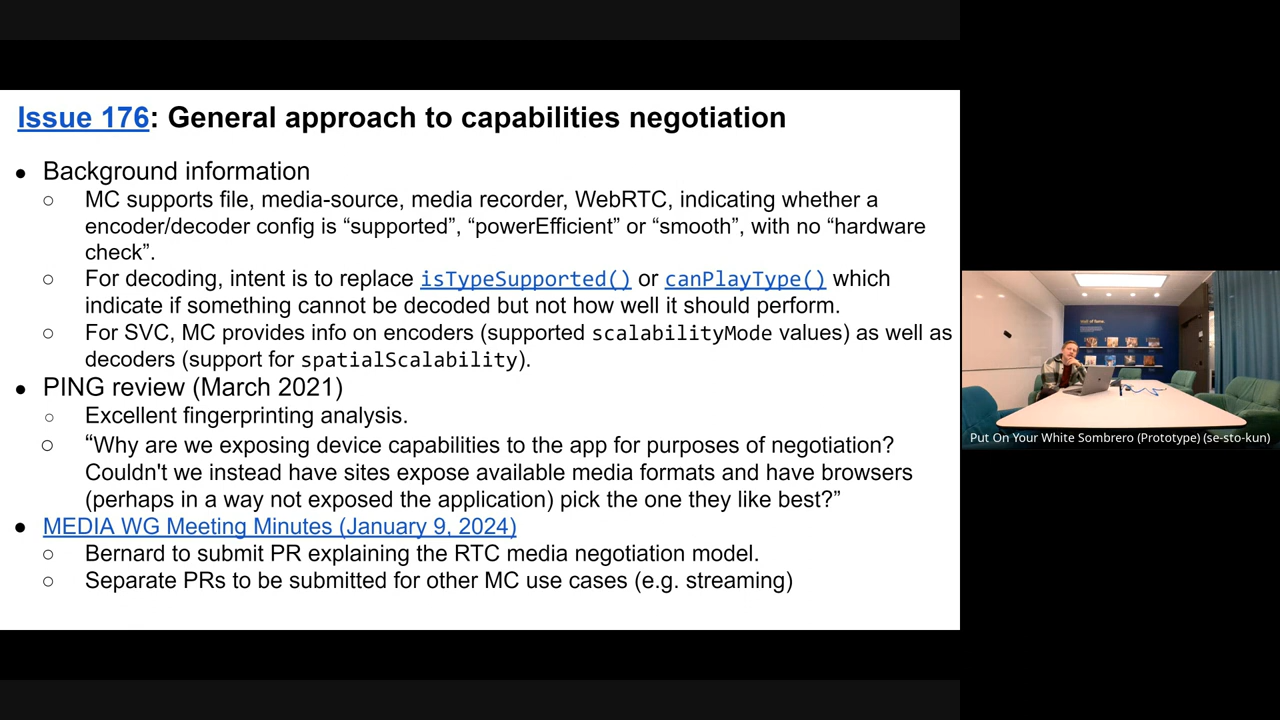 Issue 176: General approach to capabilities negotiation
● Background information
○ MC supports file, media-source, media recorder, WebRTC, indicating whether a
encoder/decoder config is “supported”, “powerEfficient” or “smooth”, with no “hardware
check”.
○ For decoding, intent is to replace isTypeSupported() or canPlayType() which
indicate if something cannot be decoded but not how well it should perform.
○ For SVC, MC provides info on encoders (supported scalabilityMode values) as well as
decoders (support for spatialScalability).
● PING review (March 2021)
○ Excellent fingerprinting analysis.
○ “Why are we exposing device capabilities to the app for purposes of negotiation?
Couldn't we instead have sites expose available media formats and have browsers
(perhaps in a way not exposed the application) pick the one they like best?”
● MEDIA WG Meeting Minutes (January 9, 2024)
○ Bernard to submit PR explaining the RTC media negotiation model.
○ Separate PRs to be submitted for other MC use cases (e.g. streaming)
Put On Your White Sombrero (Prototype) (se-sto-kun)